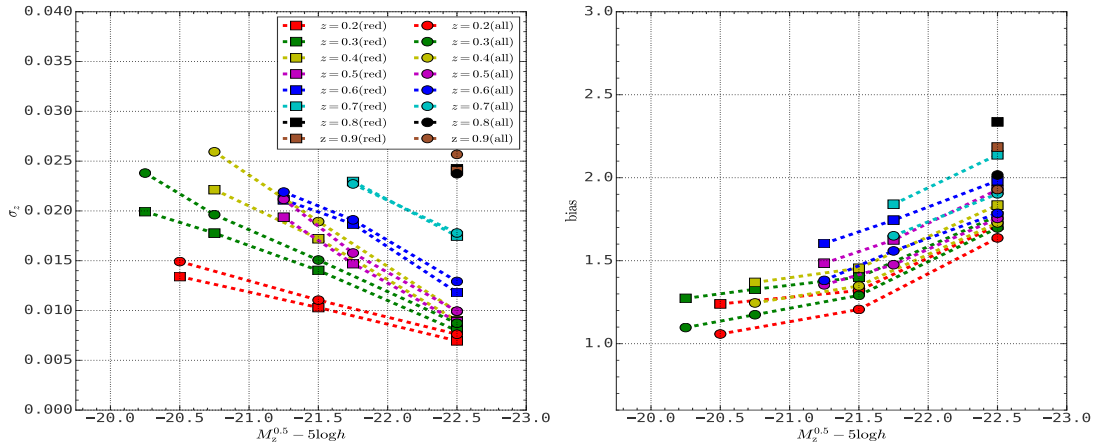 0.040
0.035
0.030
0.025
0.020
0.015
0.010
0.005
0.000
σ_z
z = 0.2(red) z = 0.2(all)
z = 0.3(red) z = 0.3(all)
z = 0.4(red) z = 0.4(all)
z = 0.5(red) z = 0.5(all)
z = 0.6(red) z = 0.6(all)
z = 0.7(red) z = 0.7(all)
z = 0.8(red) z = 0.8(all)
z = 0.9(red) z = 0.9(all)
−20.0 −20.5 −21.0 −21.5 −22.0 −22.5 −23.0
M_z^0.5 − 5logh
3.0
2.5
2.0
1.5
1.0
bias
−20.0 −20.5 −21.0 −21.5 −22.0 −22.5 −23.0
M_z^0.5 − 5logh